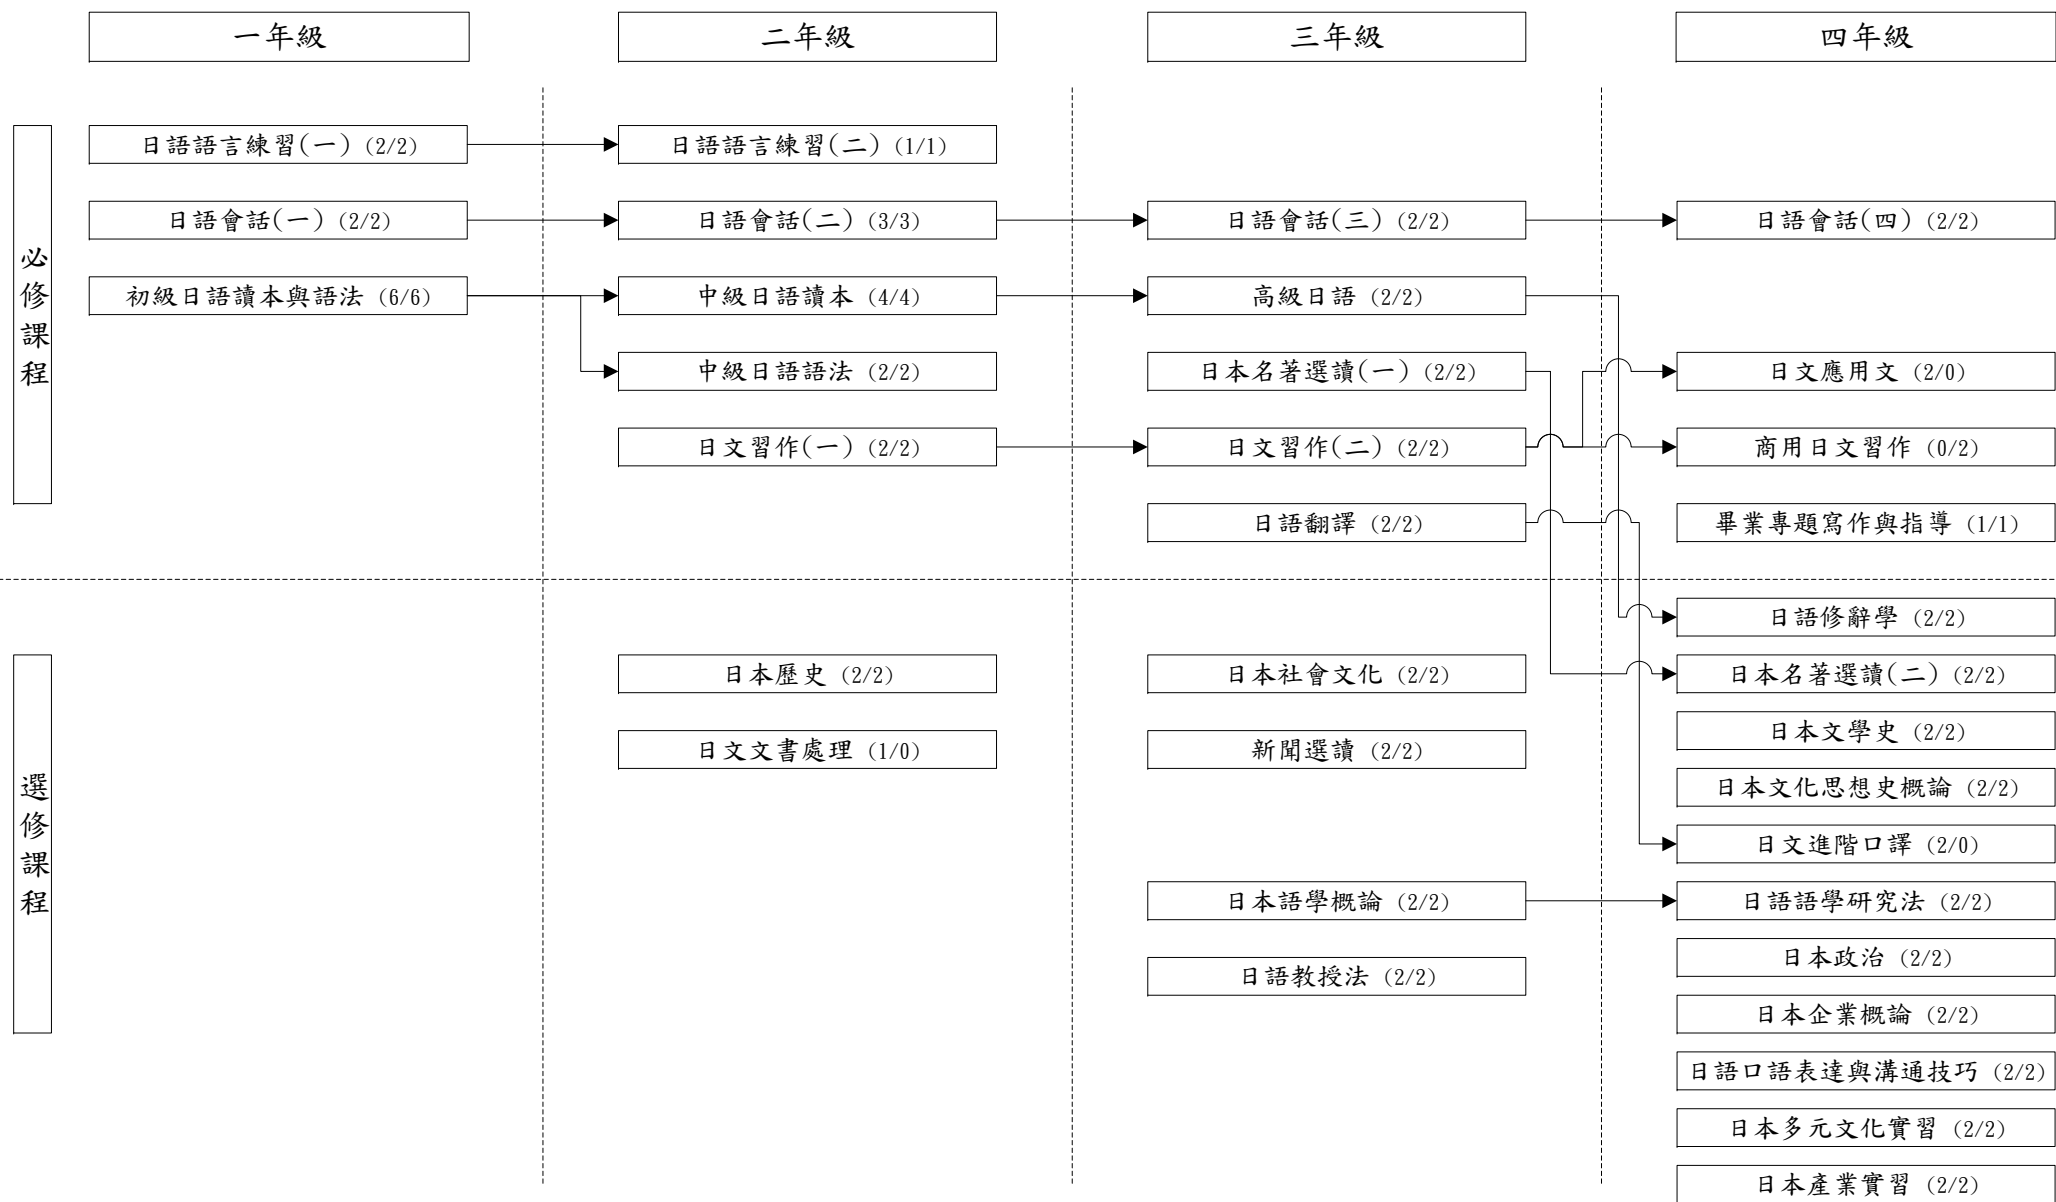 一年級
二年級
三年級
四年級
必修課程
日語語言練習(一) (2/2)
日語語言練習(二) (1/1)
日語會話(一) (2/2)
日語會話(二) (3/3)
日語會話(三) (2/2)
日語會話(四) (2/2)
初級日語讀本與語法 (6/6)
中級日語讀本 (4/4)
高級日語 (2/2)
中級日語語法 (2/2)
日本名著選讀(一) (2/2)
日文應用文 (2/0)
日文習作(一) (2/2)
日文習作(二) (2/2)
商用日文習作 (0/2)
日語翻譯 (2/2)
畢業專題寫作與指導 (1/1)
選修課程
日語修辭學 (2/2)
日本歷史 (2/2)
日本社會文化 (2/2)
日本名著選讀(二) (2/2)
日本文學史 (2/2)
日文文書處理 (1/0)
新聞選讀 (2/2)
日本文化思想史概論 (2/2)
日文進階口譯 (2/0)
日本語學概論 (2/2)
日語語學研究法 (2/2)
日本政治 (2/2)
日語教授法 (2/2)
日本企業概論 (2/2)
日語口語表達與溝通技巧 (2/2)
日本多元文化實習 (2/2)
日本產業實習 (2/2)